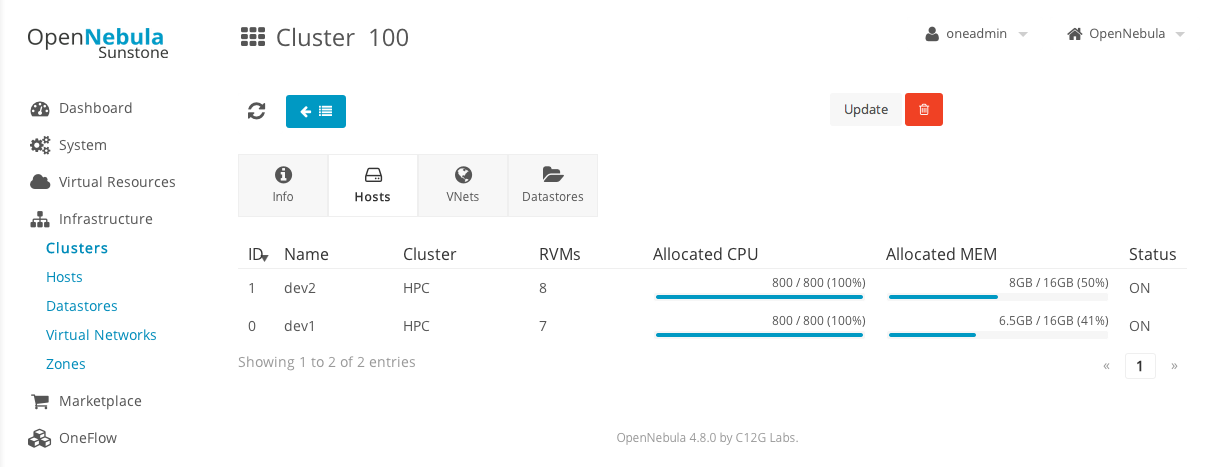 OpenNebula
Sunstone
Cluster 100
oneadmin
OpenNebula
Update
Dashboard
System
Virtual Resources
Infrastructure
Clusters
Hosts
Datastores
Virtual Networks
Zones
Marketplace
OneFlow
Info
Hosts
VNets
Datastores
ID Name Cluster RVMs Allocated CPU Allocated MEM Status
1 dev2 HPC 8 800 / 800 (100%) 8GB / 16GB (50%) ON
0 dev1 HPC 7 800 / 800 (100%) 6.5GB / 16GB (41%) ON
Showing 1 to 2 of 2 entries
« 1 »
OpenNebula 4.8.0 by C12G Labs.